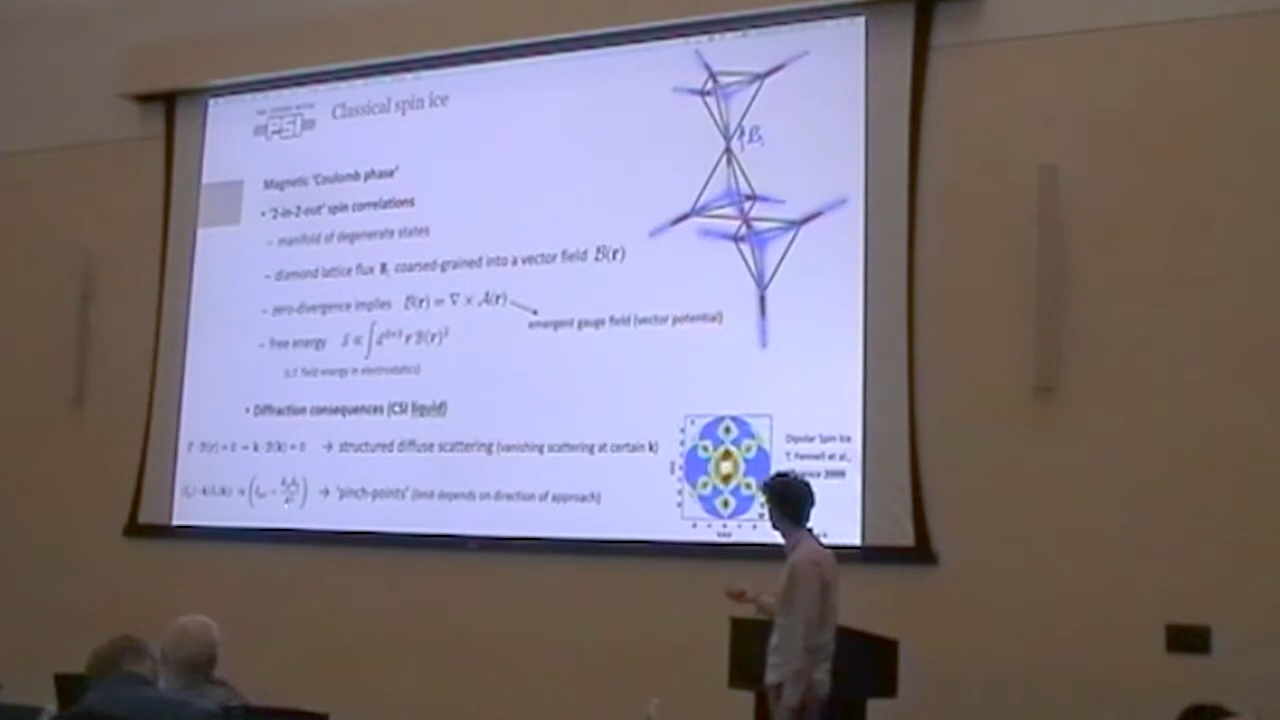 PSI
Classical spin ice
Magnetic 'Coulomb phase'
• '2-in-2-out' spin correlations
– manifold of degenerate states
– diamond lattice flux Bᵢ coarsed-grained into a vector field B(r)
– zero-divergence implies B(r) = ∇ × A(r)
emergent gauge field (vector potential)
– free energy
(c.f. field energy in electrostatics)
• Diffraction consequences (CSI liquid)
→ structured diffuse scattering (vanishing scattering at certain k)
→ 'pinch-points' (limit depends on direction of approach)
Bᵢ
Dipolar Spin Ice
T. Fennell et al.,
2009